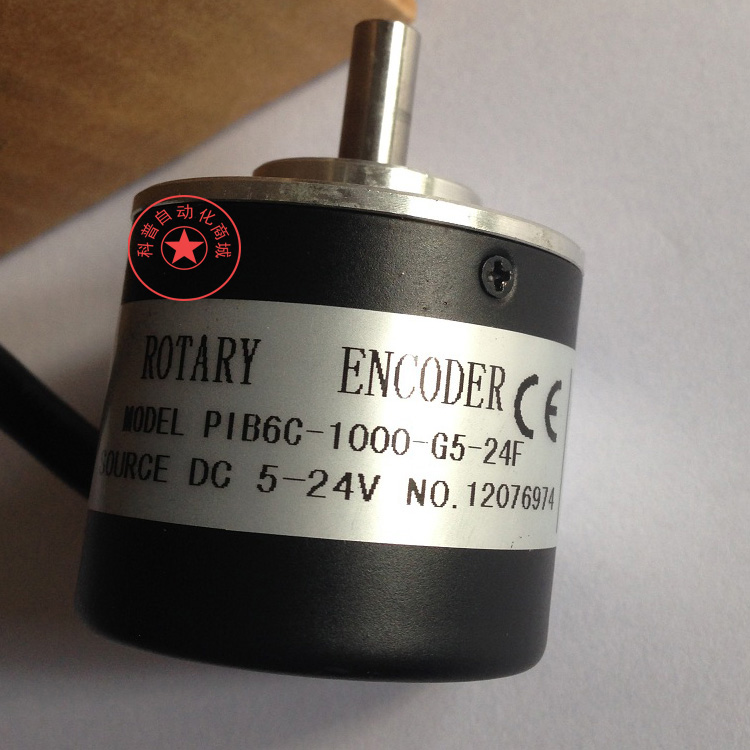 科普自动化商城
ROTARY ENCODER CE
MODEL PIB6C-1000-G5-24F
SOURCE DC 5-24V NO.12076974